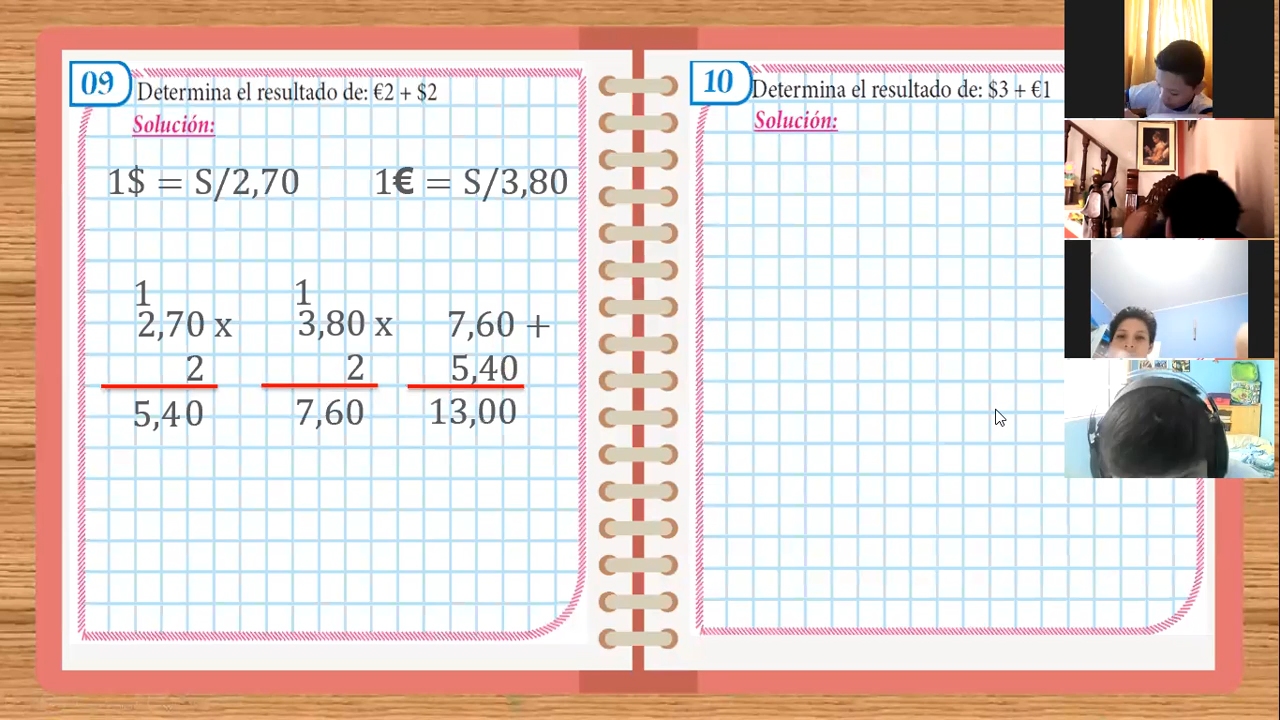 09
Determina el resultado de: €2 + $2
Solución:
1$ = S/2,70 1€ = S/3,80
1 1
2,70 x 3,80 x 7,60 +
2 2 5,40
5,40 7,60 13,00
10
Determina el resultado de: $3 + €1
Solución: